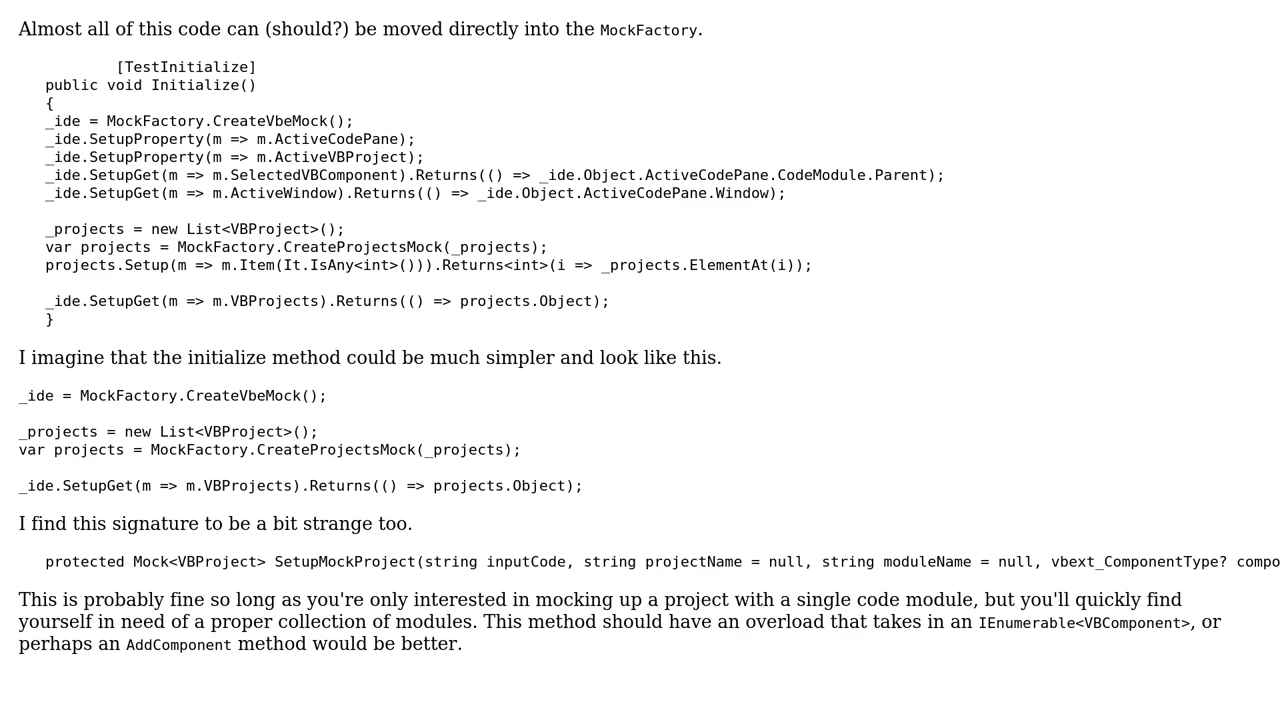 Almost all of this code can (should?) be moved directly into the MockFactory.
[TestInitialize]
public void Initialize()
{
_ide = MockFactory.CreateVbeMock();
_ide.SetupProperty(m => m.ActiveCodePane);
_ide.SetupProperty(m => m.ActiveVBProject);
_ide.SetupGet(m => m.SelectedVBComponent).Returns(() => _ide.Object.ActiveCodePane.CodeModule.Parent);
_ide.SetupGet(m => m.ActiveWindow).Returns(() => _ide.Object.ActiveCodePane.Window);
_projects = new List<VBProject>();
var projects = MockFactory.CreateProjectsMock(_projects);
projects.Setup(m => m.Item(It.IsAny<int>())).Returns<int>(i => _projects.ElementAt(i));
_ide.SetupGet(m => m.VBProjects).Returns(() => projects.Object);
}
I imagine that the initialize method could be much simpler and look like this.
_ide = MockFactory.CreateVbeMock();
_projects = new List<VBProject>();
var projects = MockFactory.CreateProjectsMock(_projects);
_ide.SetupGet(m => m.VBProjects).Returns(() => projects.Object);
I find this signature to be a bit strange too.
protected Mock<VBProject> SetupMockProject(string inputCode, string projectName = null, string moduleName = null, vbext_ComponentType? compo
This is probably fine so long as you're only interested in mocking up a project with a single code module, but you'll quickly find
yourself in need of a proper collection of modules. This method should have an overload that takes in an IEnumerable<VBComponent>, or
perhaps an AddComponent method would be better.